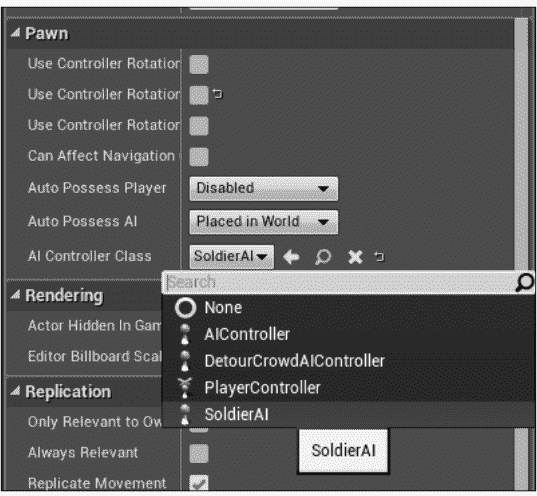 Pawn
Use Controller Rotation
Use Controller Rotation
Use Controller Rotation
Can Affect Navigation
Auto Possess Player Disabled
Auto Possess AI Placed in World
AI Controller Class SoldierAI
Search
Rendering
None
Actor Hidden In Gam
AIController
Editor Billboard Scal
DetourCrowdAIController
Replication
PlayerController
Only Relevant to Ow
SoldierAI
Always Relevant
SoldierAI
Replicate Movement